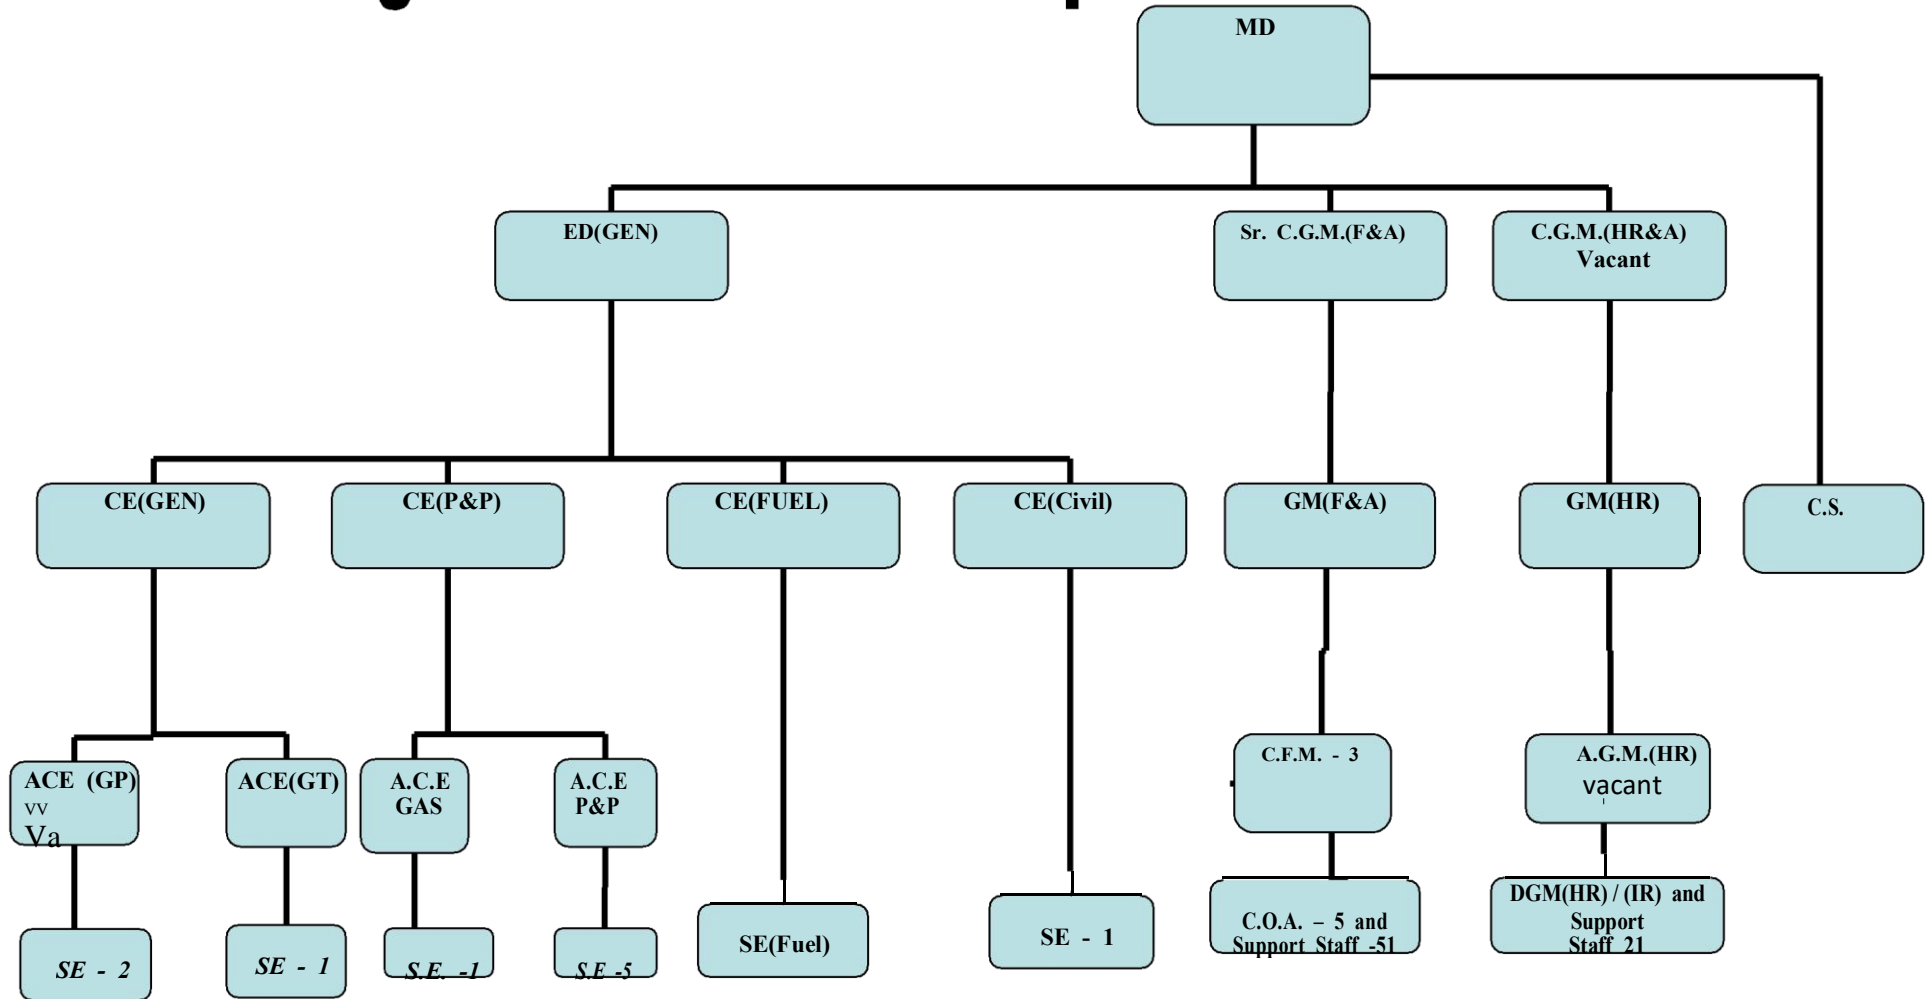 MD
ED(GEN)
Sr. C.G.M.(F&A)
C.G.M.(HR&A)
Vacant
CE(GEN)
CE(P&P)
CE(FUEL)
CE(Civil)
GM(F&A)
GM(HR)
C.S.
ACE (GP)
vv
Va
ACE(GT)
A.C.E
GAS
A.C.E
P&P
C.F.M. - 3
A.G.M.(HR)
vacant
SE - 2
SE - 1
S.E. -1
S.E -5
SE(Fuel)
SE - 1
C.O.A. – 5 and
Support Staff -51
DGM(HR) / (IR) and
Support
Staff 21